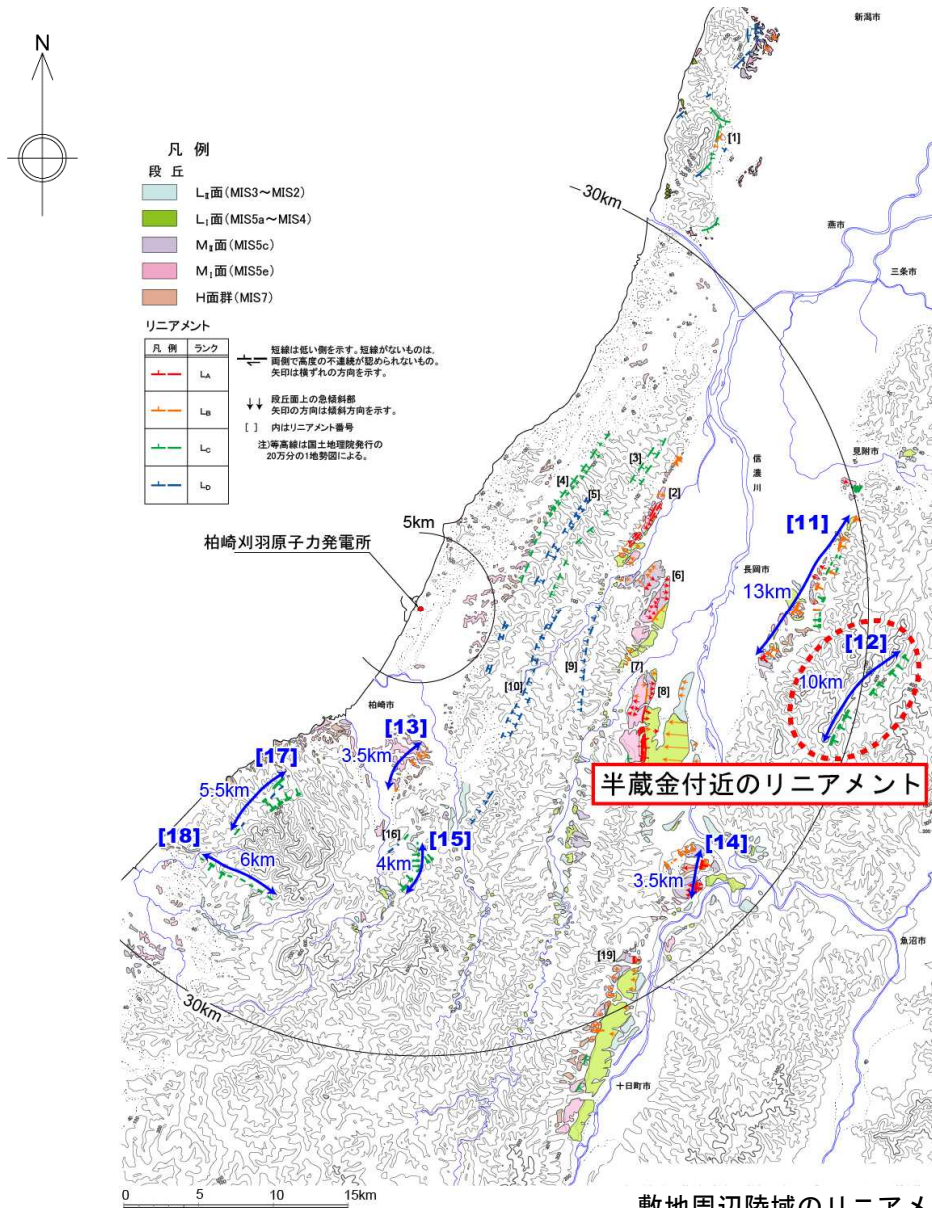 新潟市
N
凡 例
段 丘
LⅡ面(MIS3～MIS2)
LⅠ面(MIS5a～MIS4)
MⅡ面(MIS5c)
MⅠ面(MIS5e)
H面群(MIS7)
リニアメント
凡 例 ランク
LA
LB
LC
LD
短線は低い側を示す。短線がないものは、
両側で高度の不連続が認められないもの。
矢印は横ずれの方向を示す。
段丘面上の急傾斜部
矢印の方向は傾斜方向を示す。
[ ] 内はリニアメント番号
注)等高線は国土地理院発行の
20万分の1地勢図による。
[1]
30km
燕市
三条市
見附市
信濃川
[3]
[4]
[5]
[2]
5km
柏崎刈羽原子力発電所
[11]
長岡市
13km
[6]
[12]
10km
[7]
[9]
[10]
[8]
柏崎市
[13]
3.5km
[17]
5.5km
半蔵金付近のリニアメント
[18]
6km
[16]
[15]
4km
[14]
3.5km
魚沼市
[19]
30km
十日町市
0 5 10 15km
敷地周辺陸域のリニアメ